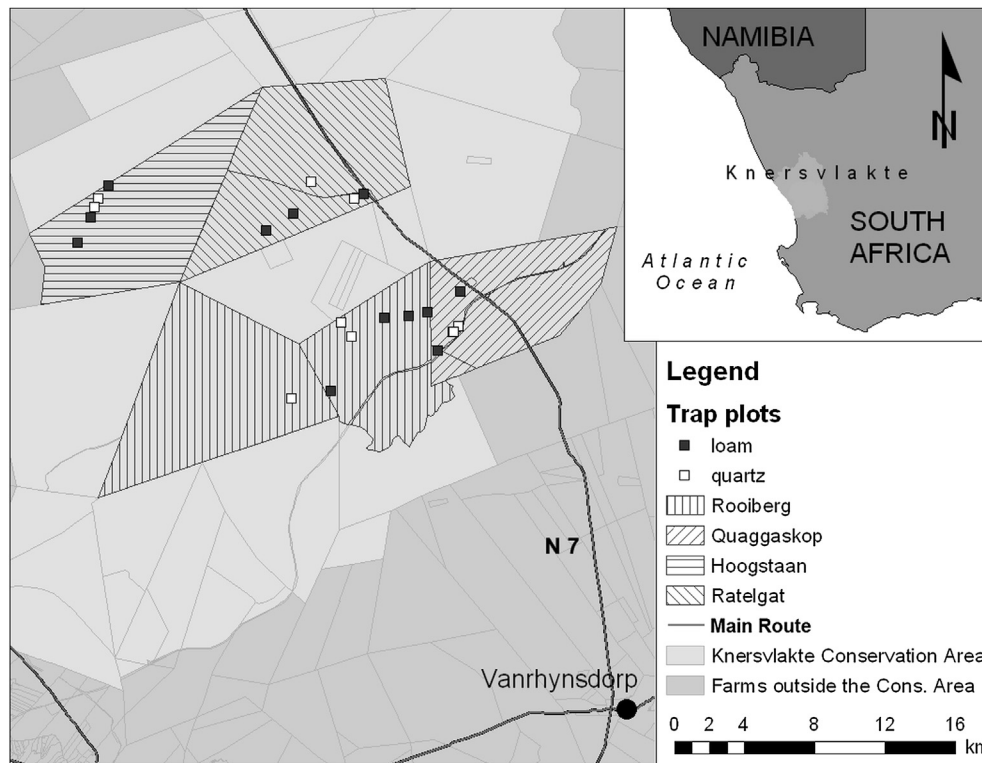 NAMIBIA
N
Knersvlakte
SOUTH
AFRICA
Atlantic
Ocean
N 7
Vanrhynsdorp
Legend
Trap plots
loam
quartz
Rooiberg
Quaggaskop
Hoogstaan
Ratelgat
Main Route
Knersvlakte Conservation Area
Farms outside the Cons. Area
0 2 4 8 12 16
km